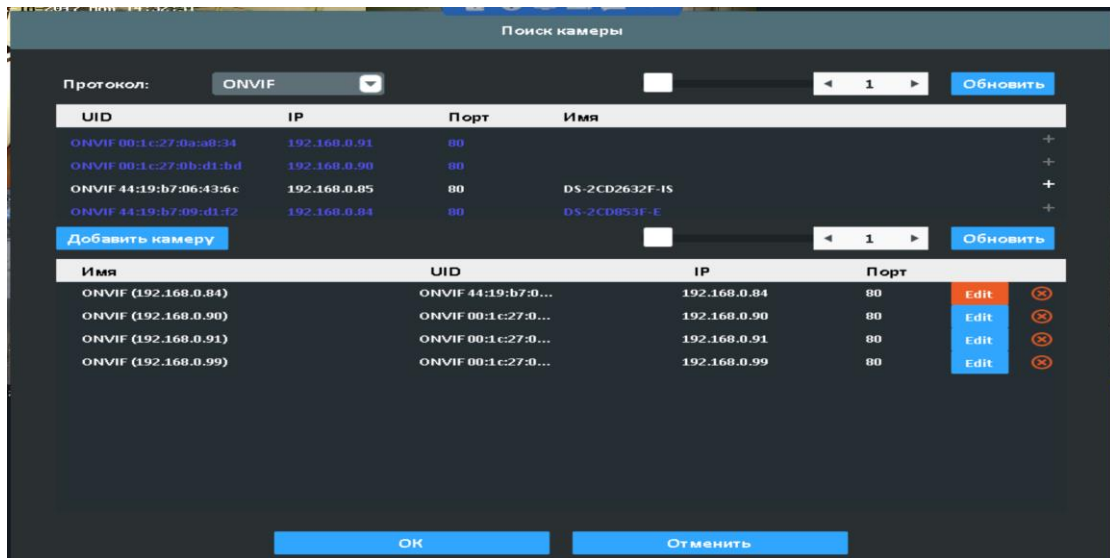 Поиск камеры
Протокол: ONVIF 1 Обновить
UID IP Порт Имя
ONVIF 00:1c:27:0a:a8:34 192.168.0.91 80 +
ONVIF 00:1c:27:0b:d1:bd 192.168.0.90 80 +
ONVIF 44:19:b7:06:43:6c 192.168.0.85 80 DS-2CD2632F-IS +
ONVIF 44:19:b7:09:d1:f2 192.168.0.84 80 DS-2CD853F-E +
Добавить камеру 1 Обновить
Имя UID IP Порт
ONVIF (192.168.0.84) ONVIF 44:19:b7:0... 192.168.0.84 80 Edit
ONVIF (192.168.0.90) ONVIF 00:1c:27:0... 192.168.0.90 80 Edit
ONVIF (192.168.0.91) ONVIF 00:1c:27:0... 192.168.0.91 80 Edit
ONVIF (192.168.0.99) ONVIF 00:1c:27:0... 192.168.0.99 80 Edit
OK Отменить